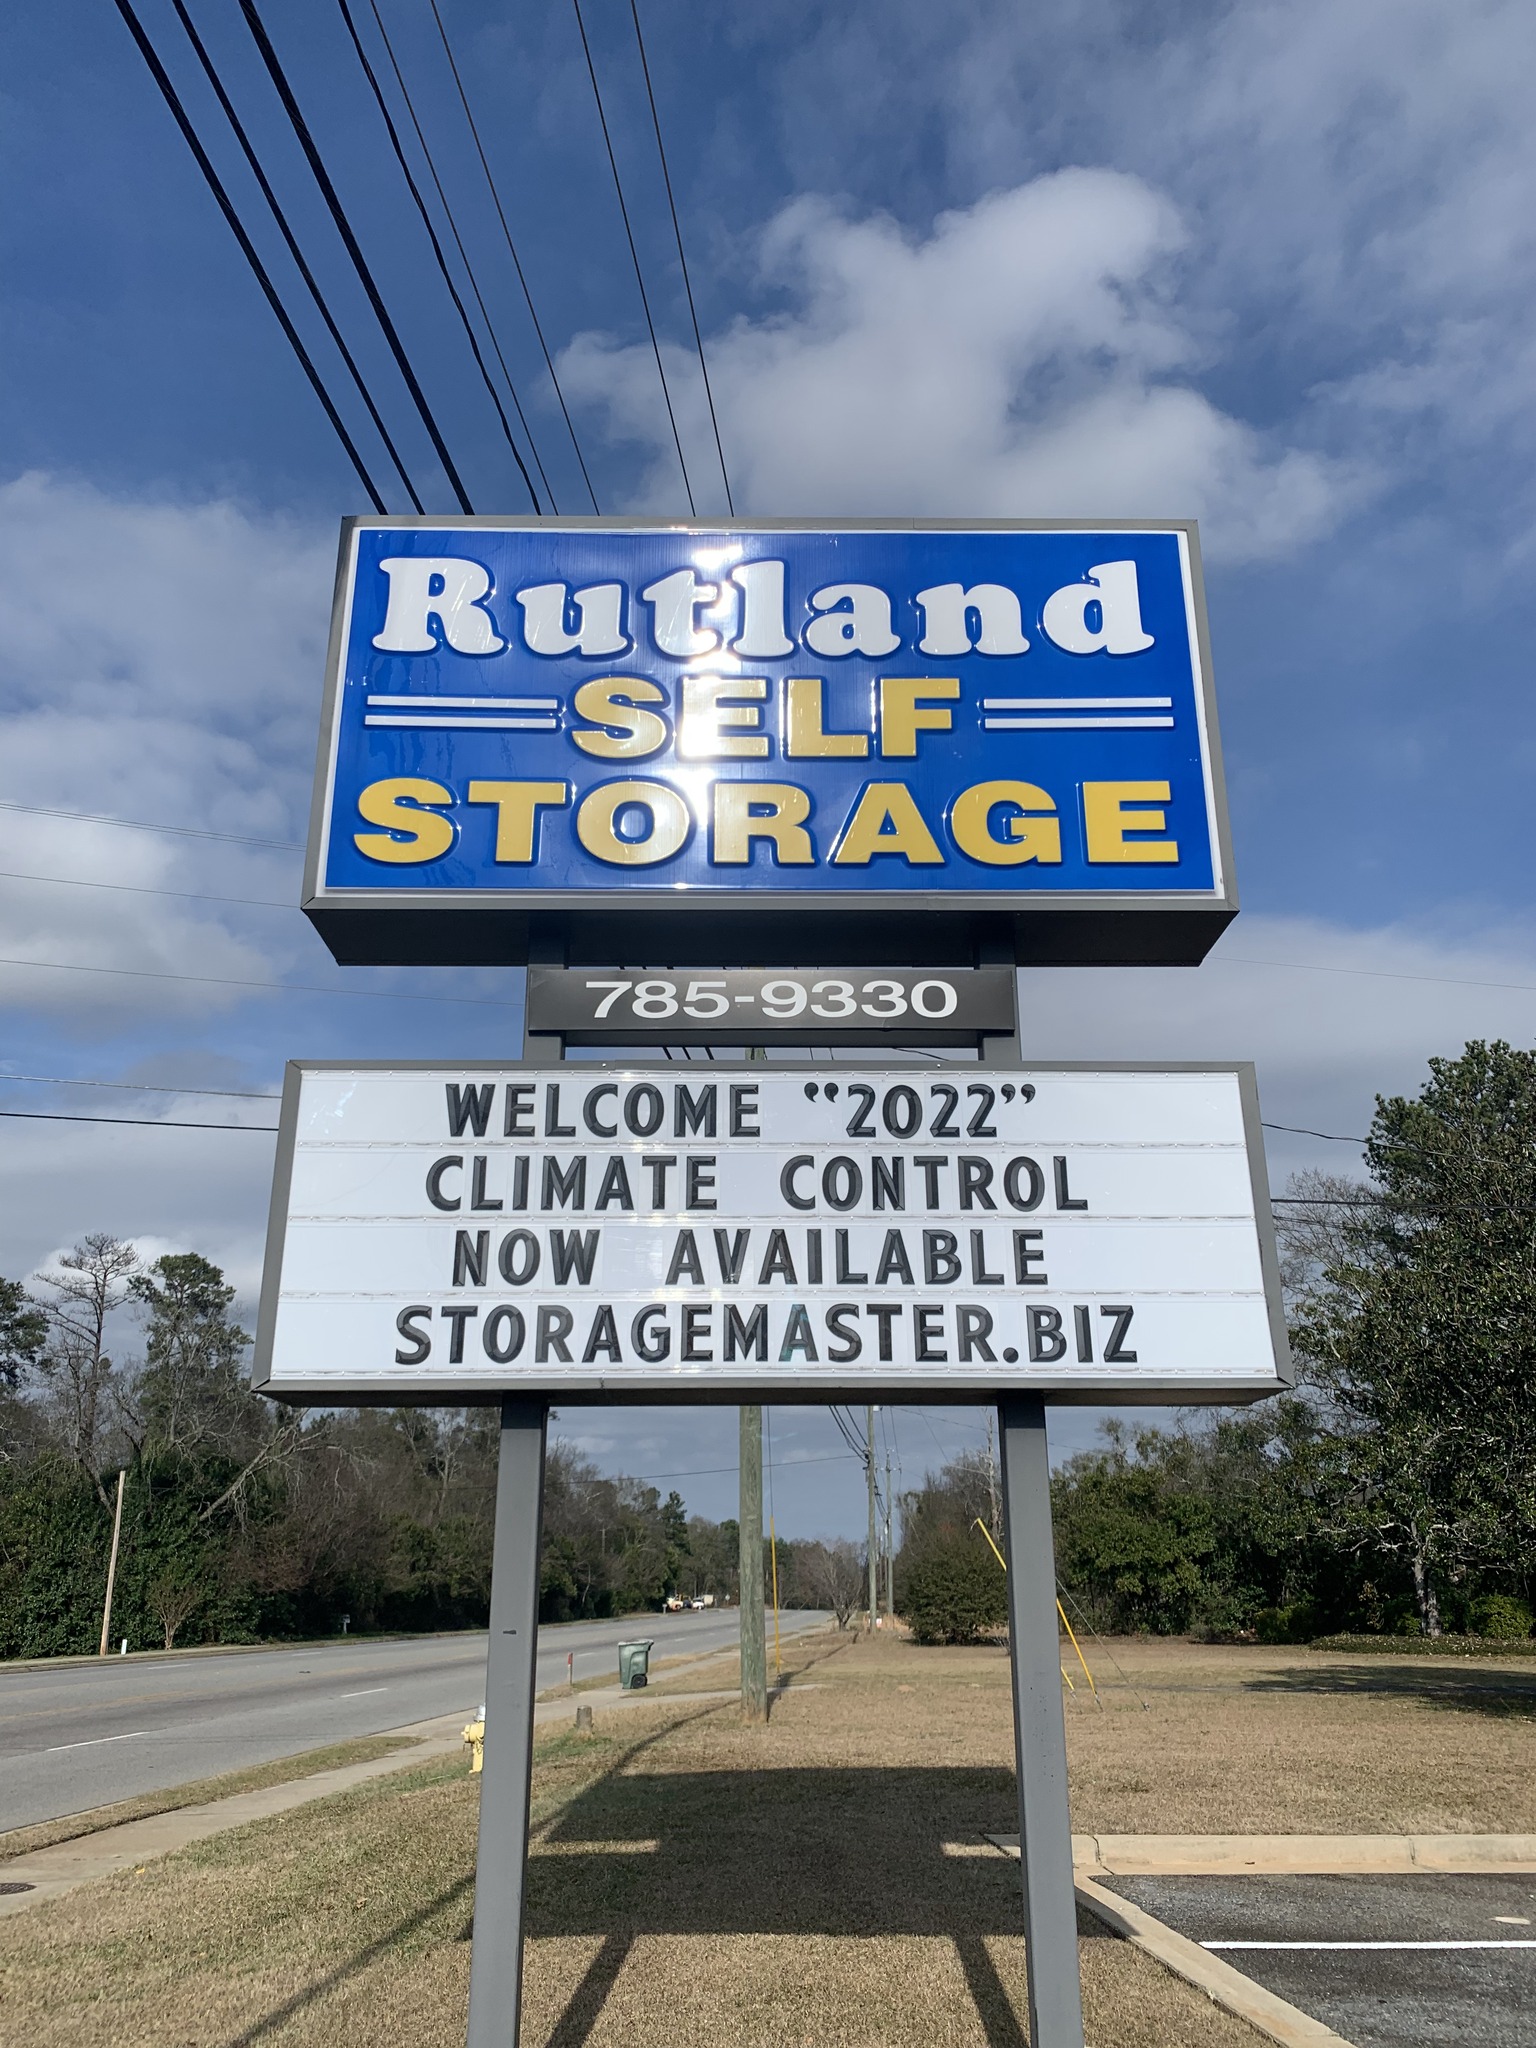 Rutland
SELF
STORAGE
785-9330
WELCOME “2022”
CLIMATE CONTROL
NOW AVAILABLE
STORAGEMASTER.BIZ